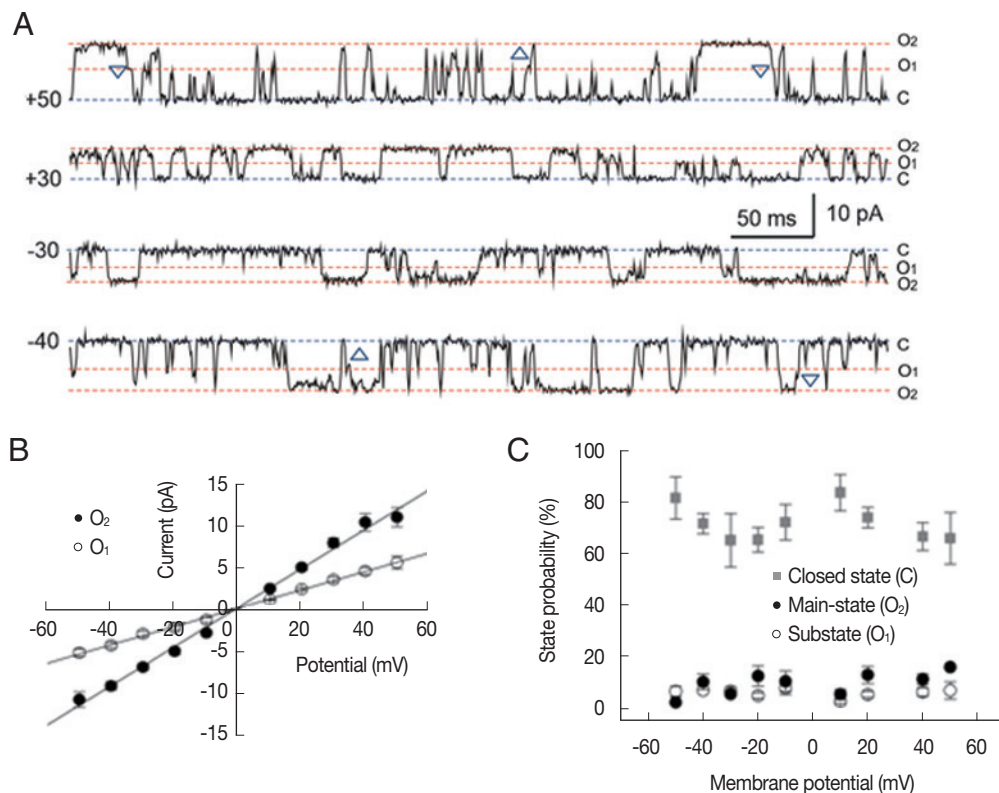 A
O2
O1
+50
C
O2
O1
+30
C
50 ms
10 pA
-30
C
O1
O2
-40
C
O1
O2
B
15
10
5
0
-5
-10
-15
Current (pA)
O2
O1
-60
-40
-20
0
20
40
60
Potential (mV)
C
100
80
60
40
20
0
State probability (%)
Closed state (C)
Main-state (O2)
Substate (O1)
-60
-40
-20
0
20
40
60
Membrane potential (mV)